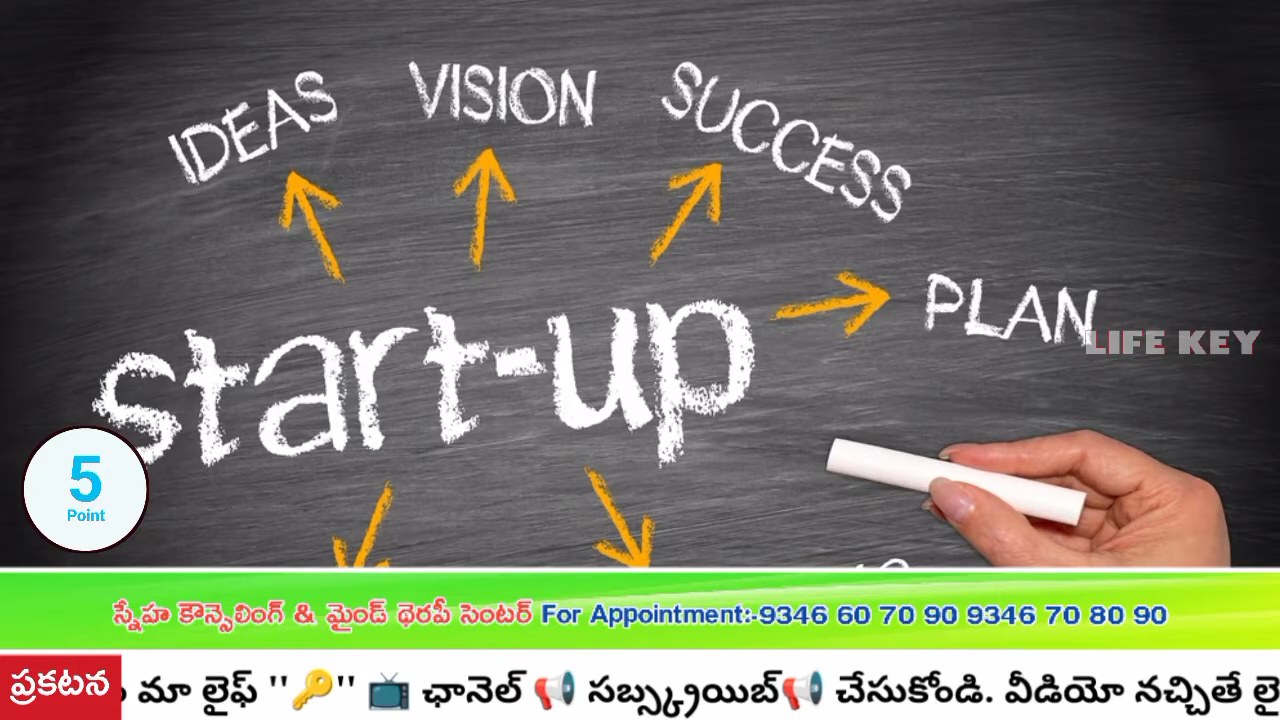 IDEAS
VISION
SUCCESS
start-up
PLAN
LIFE KEY
5
Point
స్నేహ కౌన్సెలింగ్ & మైండ్ థెరపీ సెంటర్ For Appointment:-9346 60 70 90 9346 70 80 90
ప్రకటన
మా లైఫ్ "🔑" 📺 ఛానెల్ 📢 సబ్స్క్రయిబ్📢 చేసుకోండి. వీడియో నచ్చితే